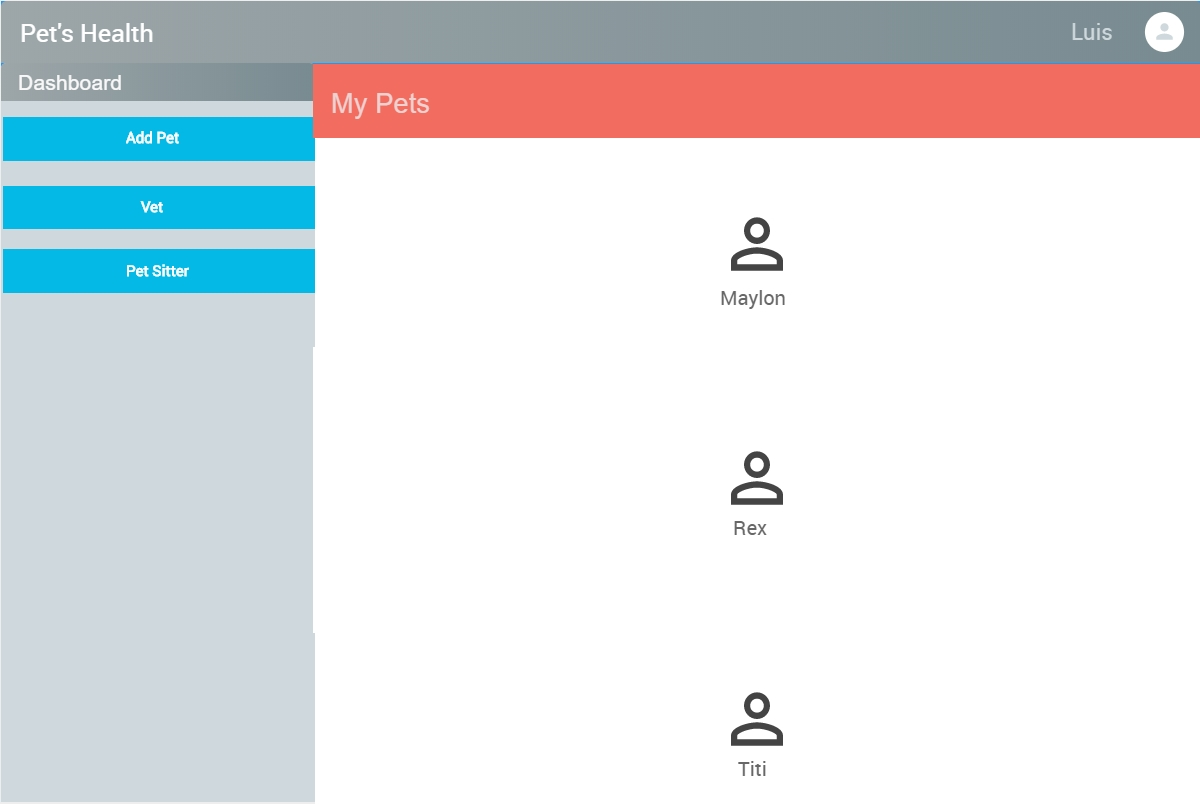 Pet's Health
Luis
Dashboard
My Pets
Add Pet
Vet
Pet Sitter
Maylon
Rex
Titi